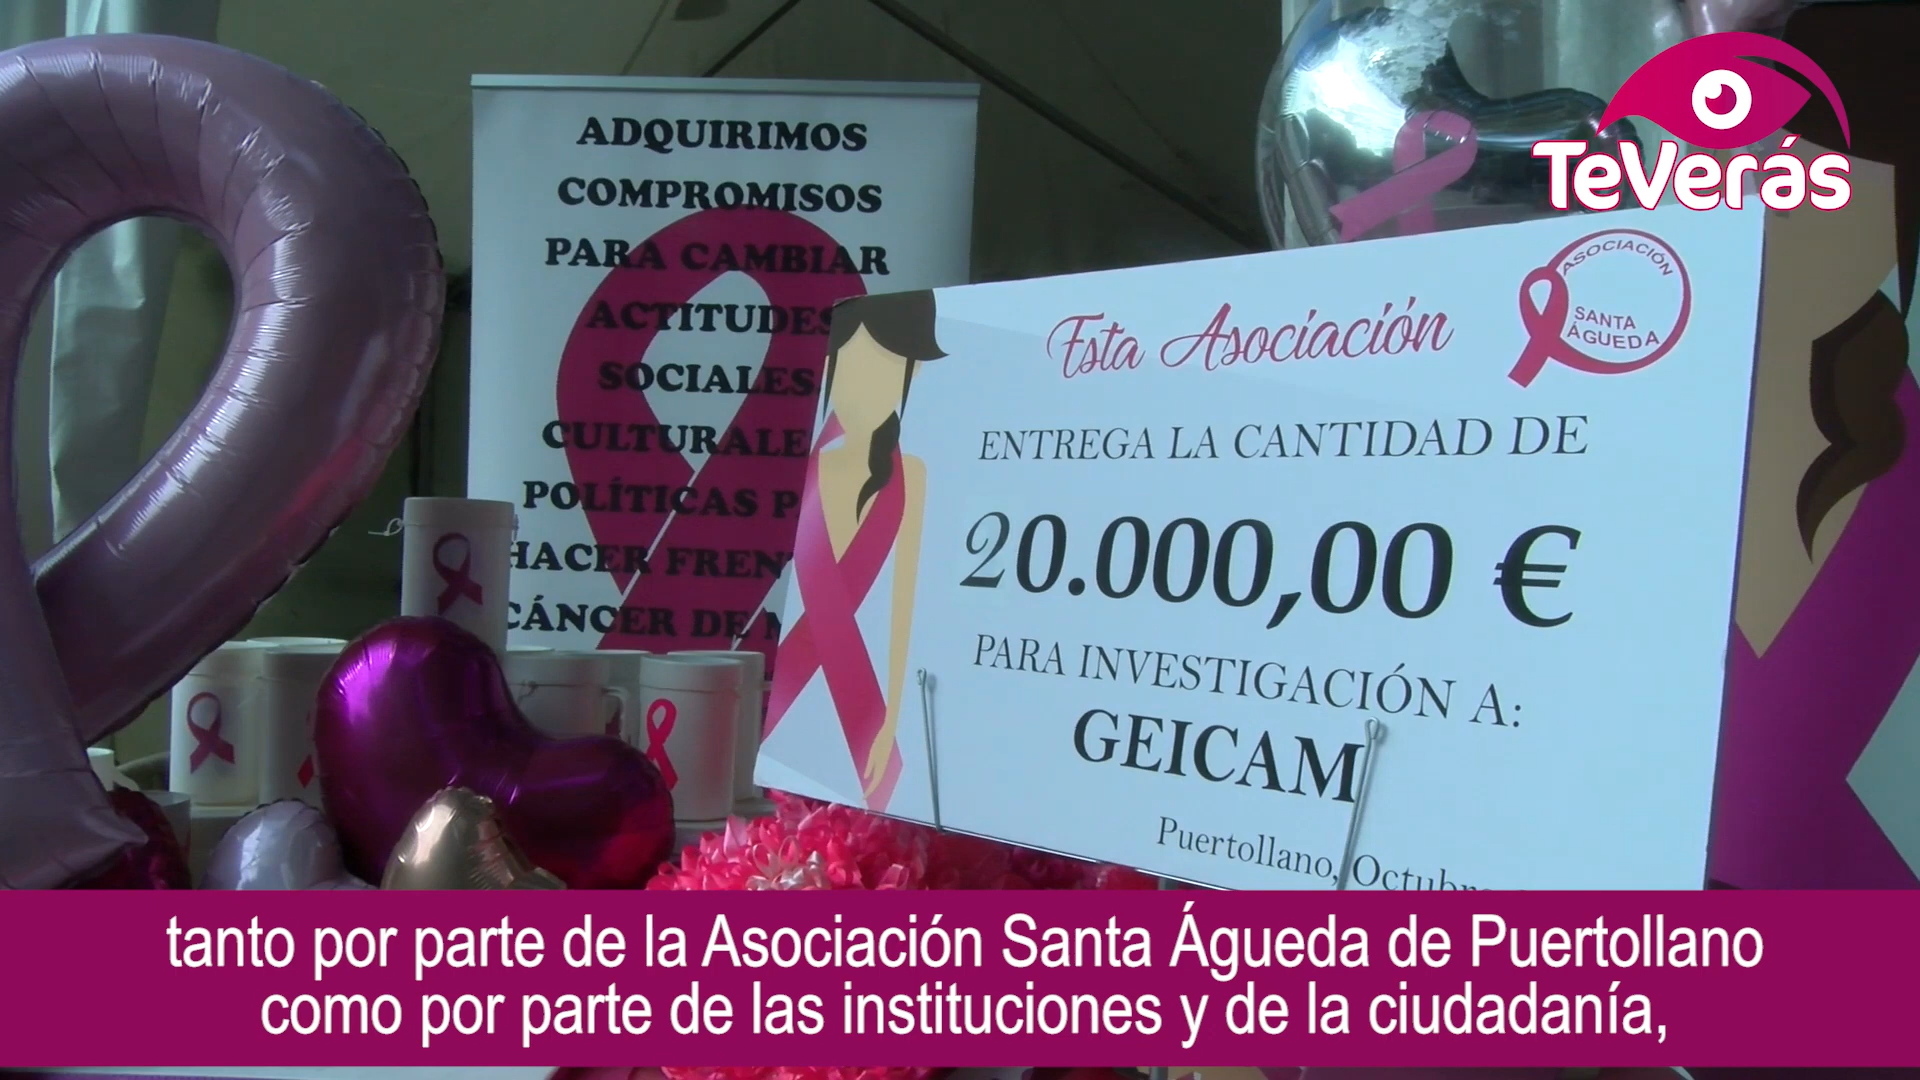 TeVerás
ADQUIRIMOS
COMPROMISOS
PARA CAMBIAR
ACTITUDES
SOCIALES,
CULTURALE
POLÍTICAS P
HACER FREN
CÁNCER DE
ASOCIACIÓN
SANTA
ÁGUEDA
Esta Asociación
ENTREGA LA CANTIDAD DE
20.000,00 €
PARA INVESTIGACIÓN A:
GEICAM
Puertollano, Octubre
tanto por parte de la Asociación Santa Águeda de Puertollano
como por parte de las instituciones y de la ciudadanía,